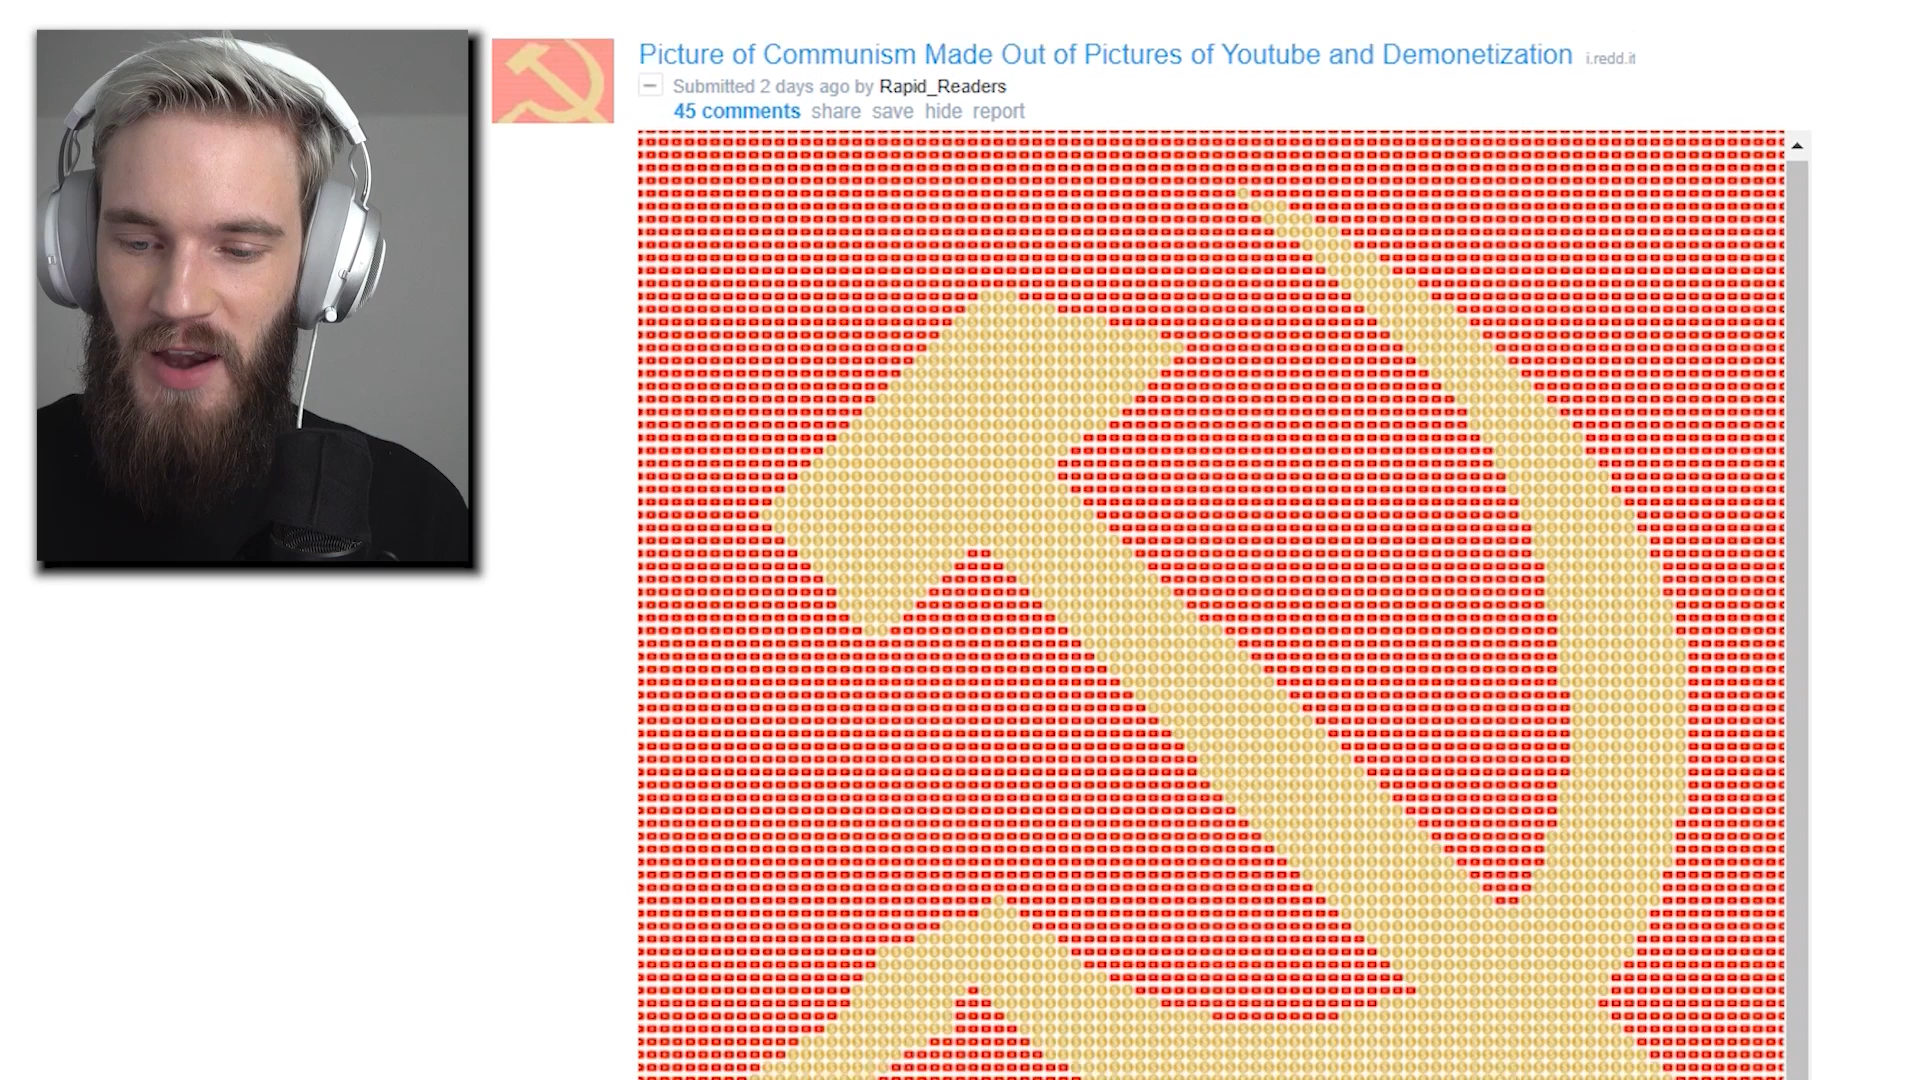 Picture of Communism Made Out of Pictures of Youtube and Demonetization i.redd.it
Submitted 2 days ago by Rapid_Readers
45 comments share save hide report